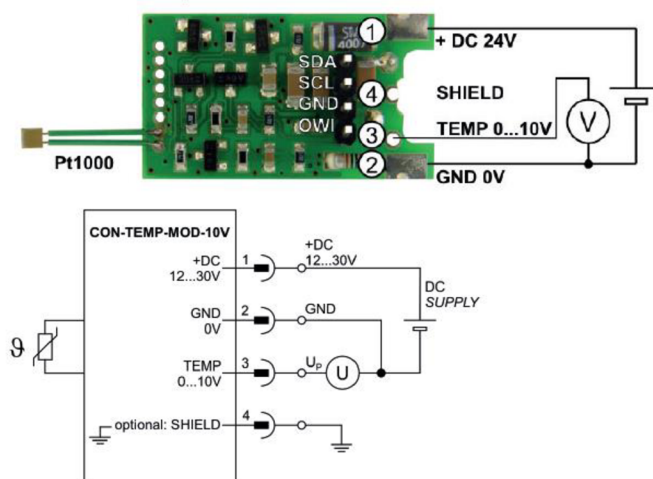 1
+ DC 24V
SDA
SCL
4
SHIELD
GND
V
OWI
3
TEMP 0...10V
2
GND 0V
Pt1000
CON-TEMP-MOD-10V
+DC
12...30V
1
+DC
12...30V
DC
SUPPLY
GND
0V
2
GND
TEMP
0...10V
3
UP
U
ϑ
optional: SHIELD
4